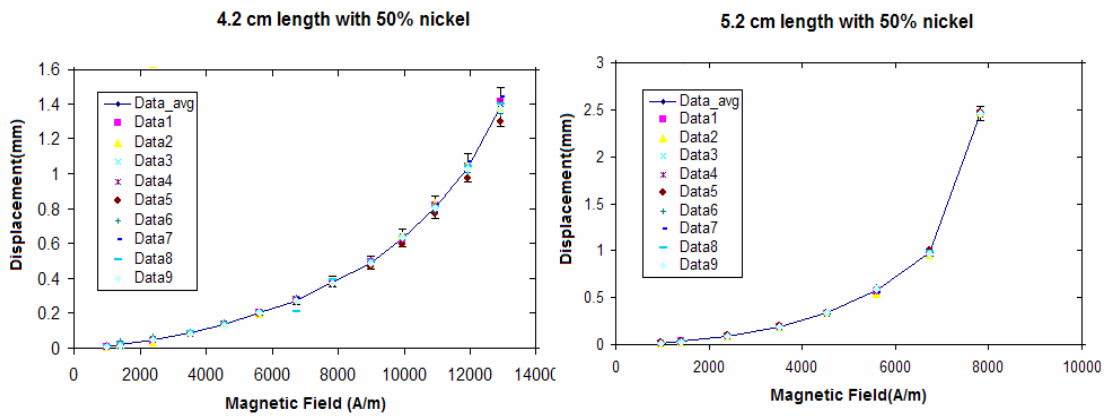 4.2 cm length with 50% nickel
Displacement(mm)
1.6
1.4
1.2
1
0.8
0.6
0.4
0.2
0
Data_avg
Data1
Data2
Data3
Data4
Data5
Data6
Data7
Data8
Data9
0 2000 4000 6000 8000 10000 12000 1400
Magnetic Field (A/m)
5.2 cm length with 50% nickel
Displacement(mm)
3
2.5
2
1.5
1
0.5
0
Data_avg
Data1
Data2
Data3
Data4
Data5
Data6
Data7
Data8
Data9
0 2000 4000 6000 8000 10000
Magnetic Field(A/m)